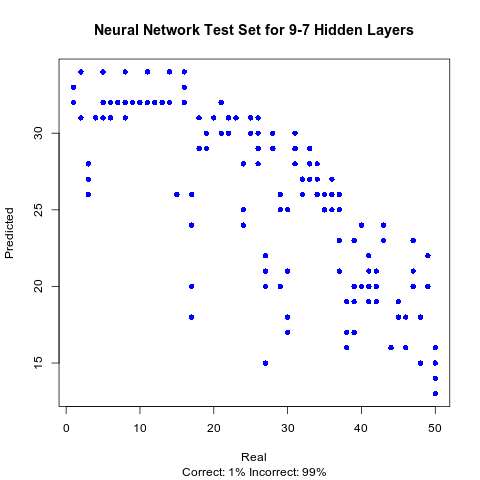 Neural Network Test Set for 9-7 Hidden Layers
Predicted
30
25
20
15
0 10 20 30 40 50
Real
Correct: 1% Incorrect: 99%